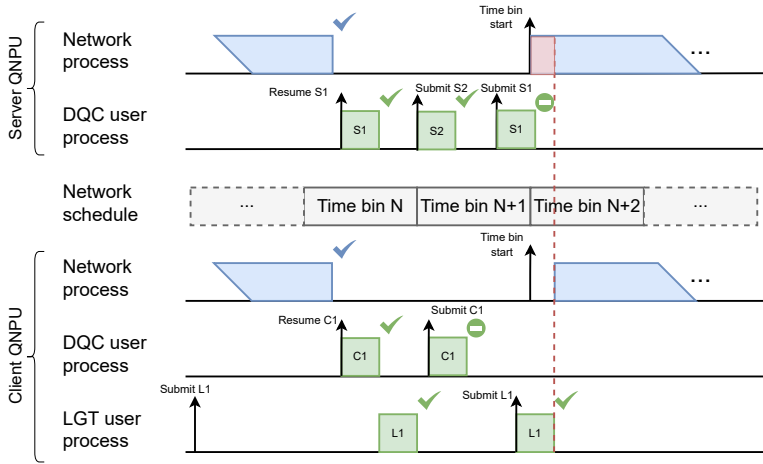 Server QNPU
Network
process
Time bin
start
...
DQC user
process
Resume S1
S1
Submit S2
S2
Submit S1
S1
Network
schedule
...
Time bin N
Time bin N+1
Time bin N+2
...
Client QNPU
Network
process
Time bin
start
...
DQC user
process
Resume C1
C1
Submit C1
C1
LGT user
process
Submit L1
L1
Submit L1
L1